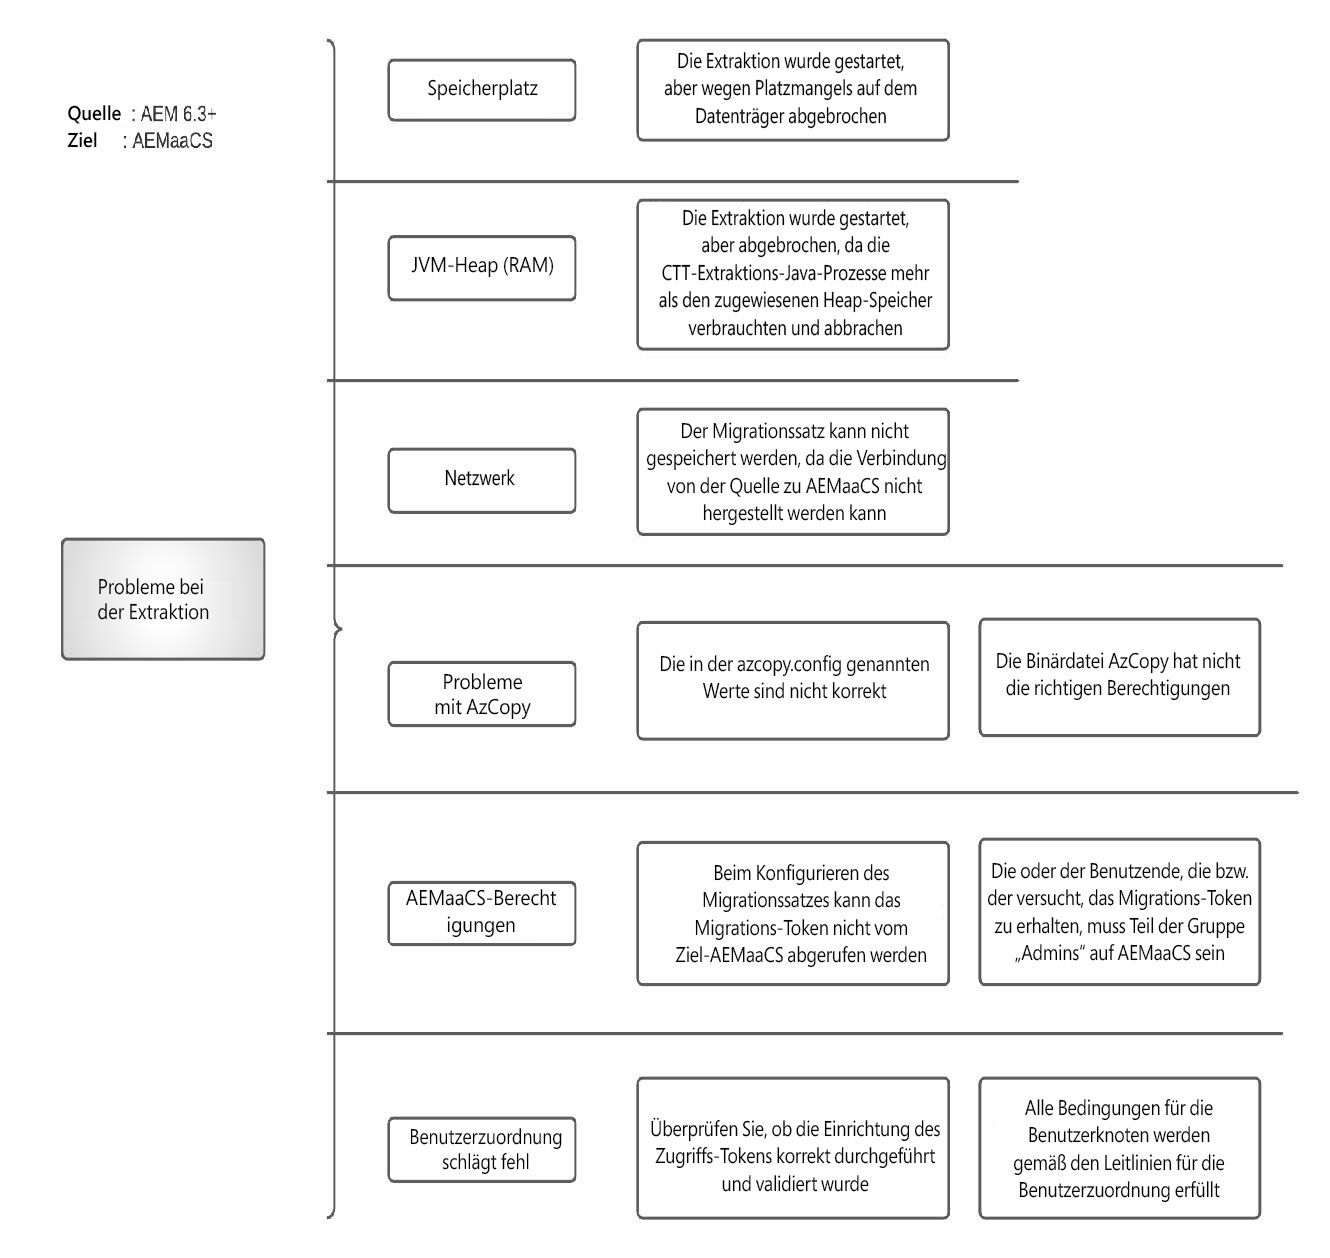 Quelle : AEM 6.3+
Ziel : AEMaaCS
Probleme bei
der Extraktion
Speicherplatz
Die Extraktion wurde gestartet,
aber wegen Platzmangels auf dem
Datenträger abgebrochen
JVM-Heap (RAM)
Die Extraktion wurde gestartet,
aber abgebrochen, da die
CTT-Extraktions-Java-Prozesse mehr
als den zugewiesenen Heap-Speicher
verbrauchten und abbrachen
Netzwerk
Der Migrationssatz kann nicht
gespeichert werden, da die Verbindung
von der Quelle zu AEMaaCS nicht
hergestellt werden kann
Probleme
mit AzCopy
Die in der azcopy.config genannten
Werte sind nicht korrekt
Die Binärdatei AzCopy hat nicht
die richtigen Berechtigungen
AEMaaCS-Berecht
igungen
Beim Konfigurieren des
Migrationssatzes kann das
Migrations-Token nicht vom
Ziel-AEMaaCS abgerufen werden
Die oder der Benutzende, die bzw.
der versucht, das Migrations-Token
zu erhalten, muss Teil der Gruppe
„Admins“ auf AEMaaCS sein
Benutzerzuordnung
schlägt fehl
Überprüfen Sie, ob die Einrichtung des
Zugriffs-Tokens korrekt durchgeführt
und validiert wurde
Alle Bedingungen für die
Benutzerknoten werden
gemäß den Leitlinien für die
Benutzerzuordnung erfüllt